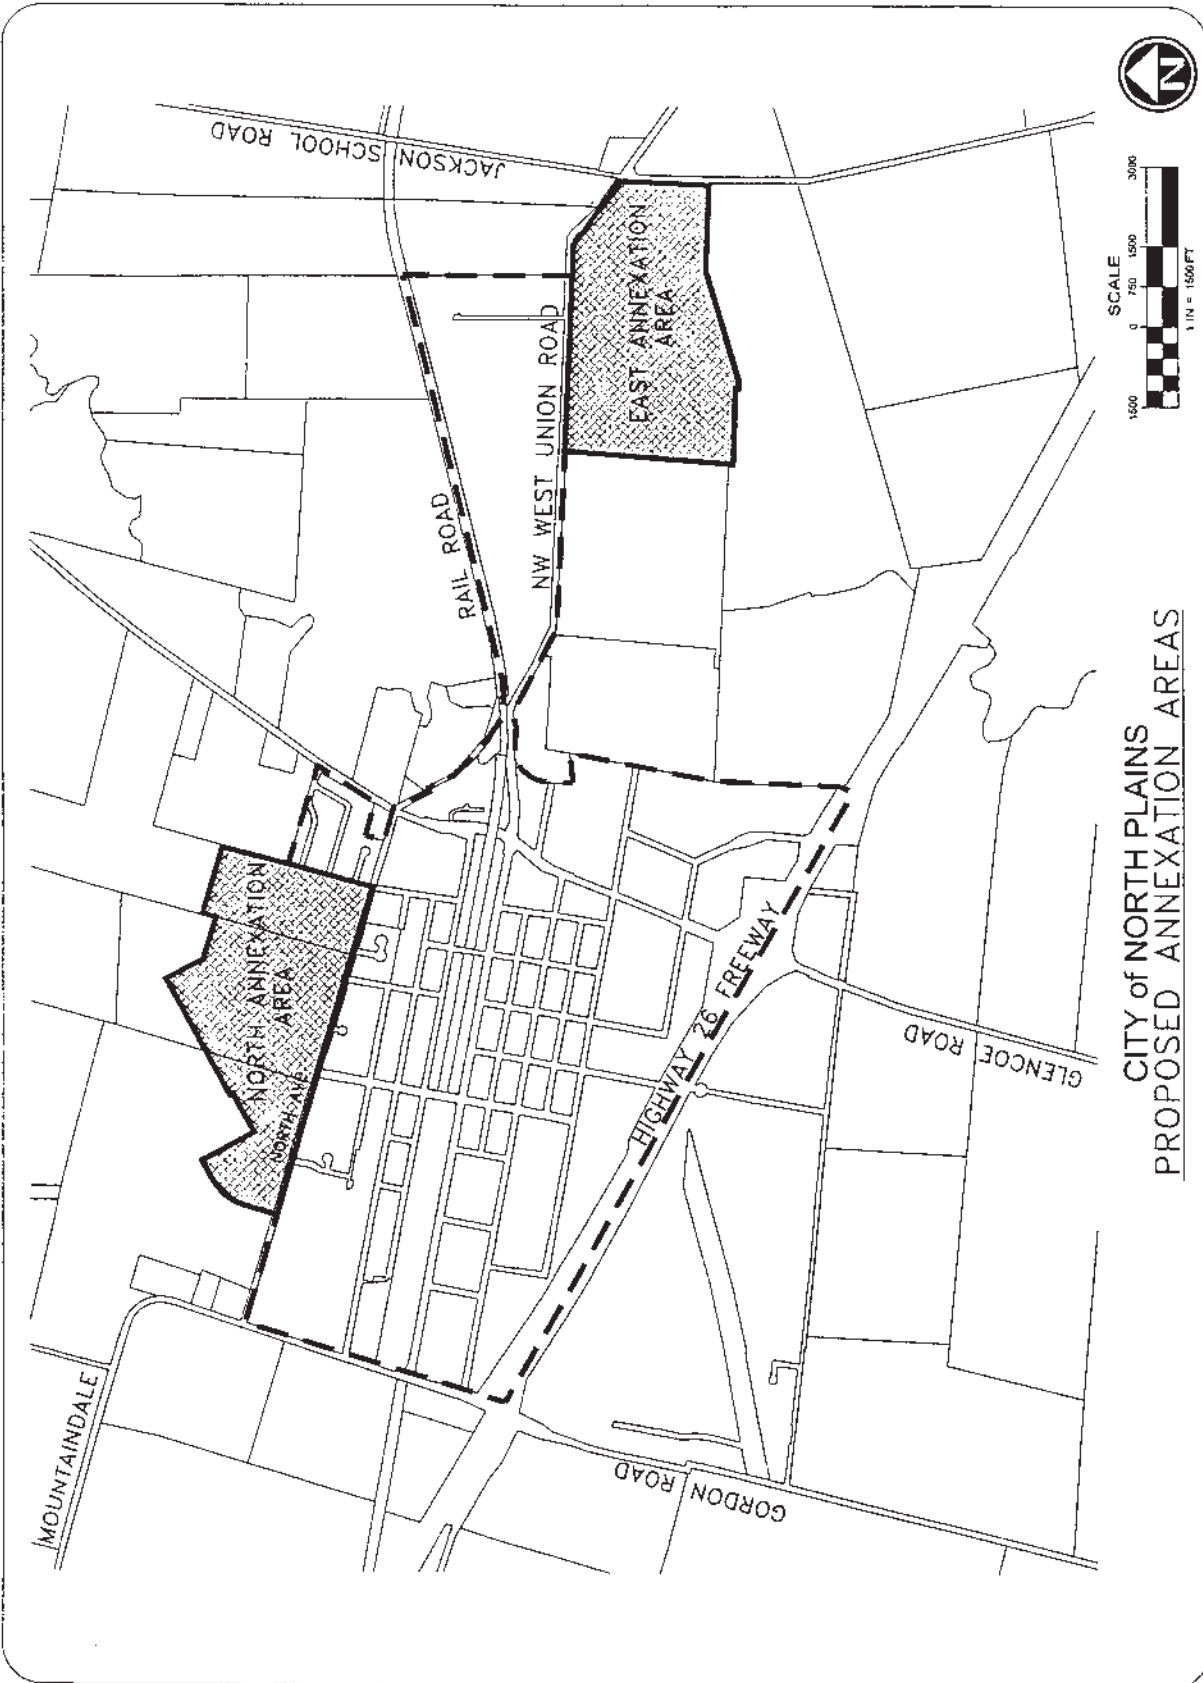 MOUNTAINDALE
NORTH ANNEXATION
AREA
NORTH AVE
RAIL ROAD
JACKSON SCHOOL ROAD
NW WEST UNION ROAD
EAST ANNEXATION
AREA
HIGHWAY 26 FREEWAY
GORDON ROAD
GLENCOE ROAD
CITY of NORTH PLAINS
PROPOSED ANNEXATION AREAS
SCALE
1500 0 750 1500 3000
1 IN = 1500 FT
N